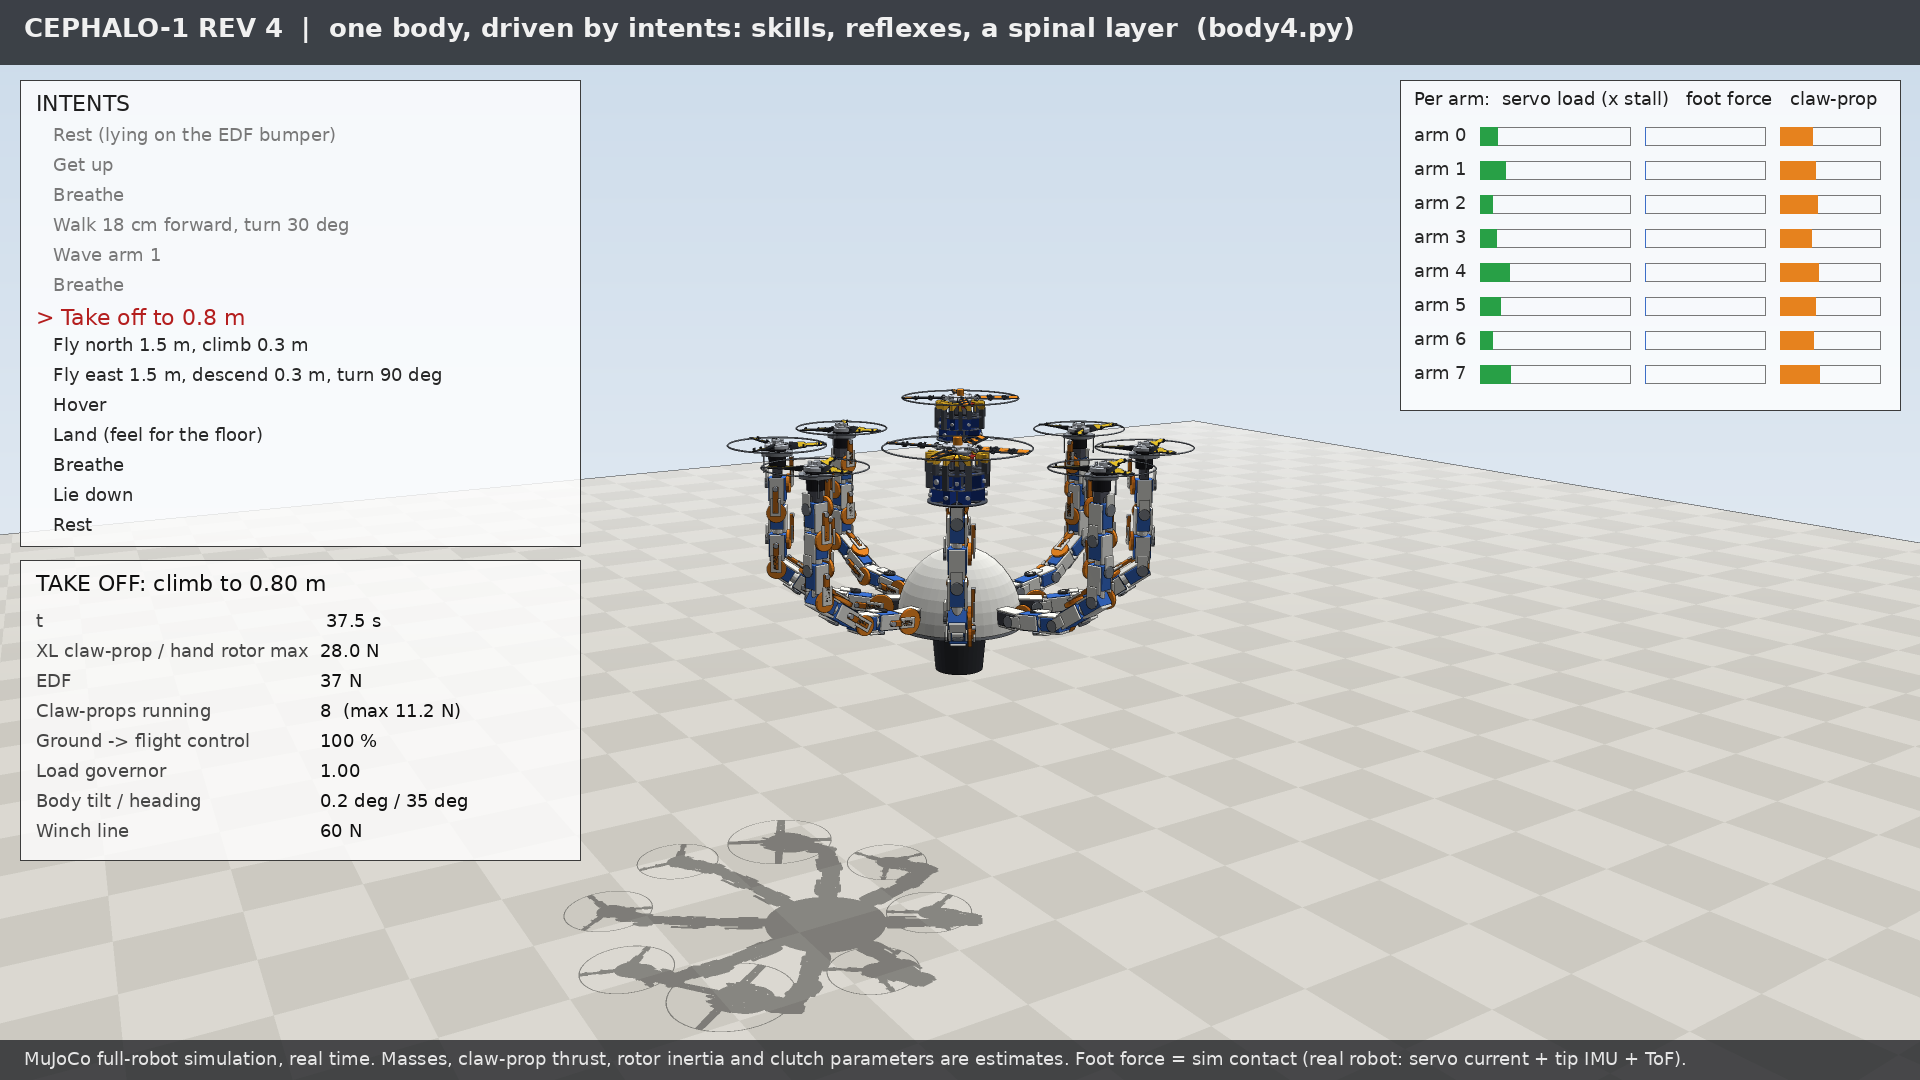 CEPHALO-1 REV 4 | one body, driven by intents: skills, reflexes, a spinal layer (body4.py)
INTENTS
Rest (lying on the EDF bumper)
Get up
Breathe
Walk 18 cm forward, turn 30 deg
Wave arm 1
Breathe
> Take off to 0.8 m
Fly north 1.5 m, climb 0.3 m
Fly east 1.5 m, descend 0.3 m, turn 90 deg
Hover
Land (feel for the floor)
Breathe
Lie down
Rest
TAKE OFF: climb to 0.80 m
t 37.5 s
XL claw-prop / hand rotor max 28.0 N
EDF 37 N
Claw-props running 8 (max 11.2 N)
Ground -> flight control 100 %
Load governor 1.00
Body tilt / heading 0.2 deg / 35 deg
Winch line 60 N
Per arm: servo load (x stall) foot force claw-prop
arm 0
arm 1
arm 2
arm 3
arm 4
arm 5
arm 6
arm 7
MuJoCo full-robot simulation, real time. Masses, claw-prop thrust, rotor inertia and clutch parameters are estimates. Foot force = sim contact (real robot: servo current + tip IMU + ToF).